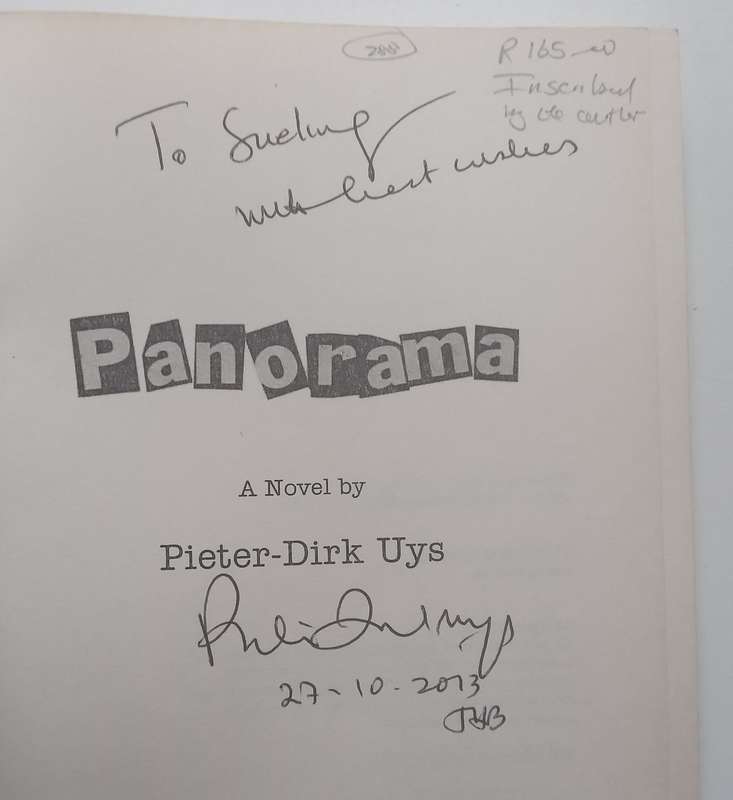 R 165-00
Inscribed
by the author
To Sueling
with best wishes
Panorama
A Novel by
Pieter-Dirk Uys
27-10-2013
JHB